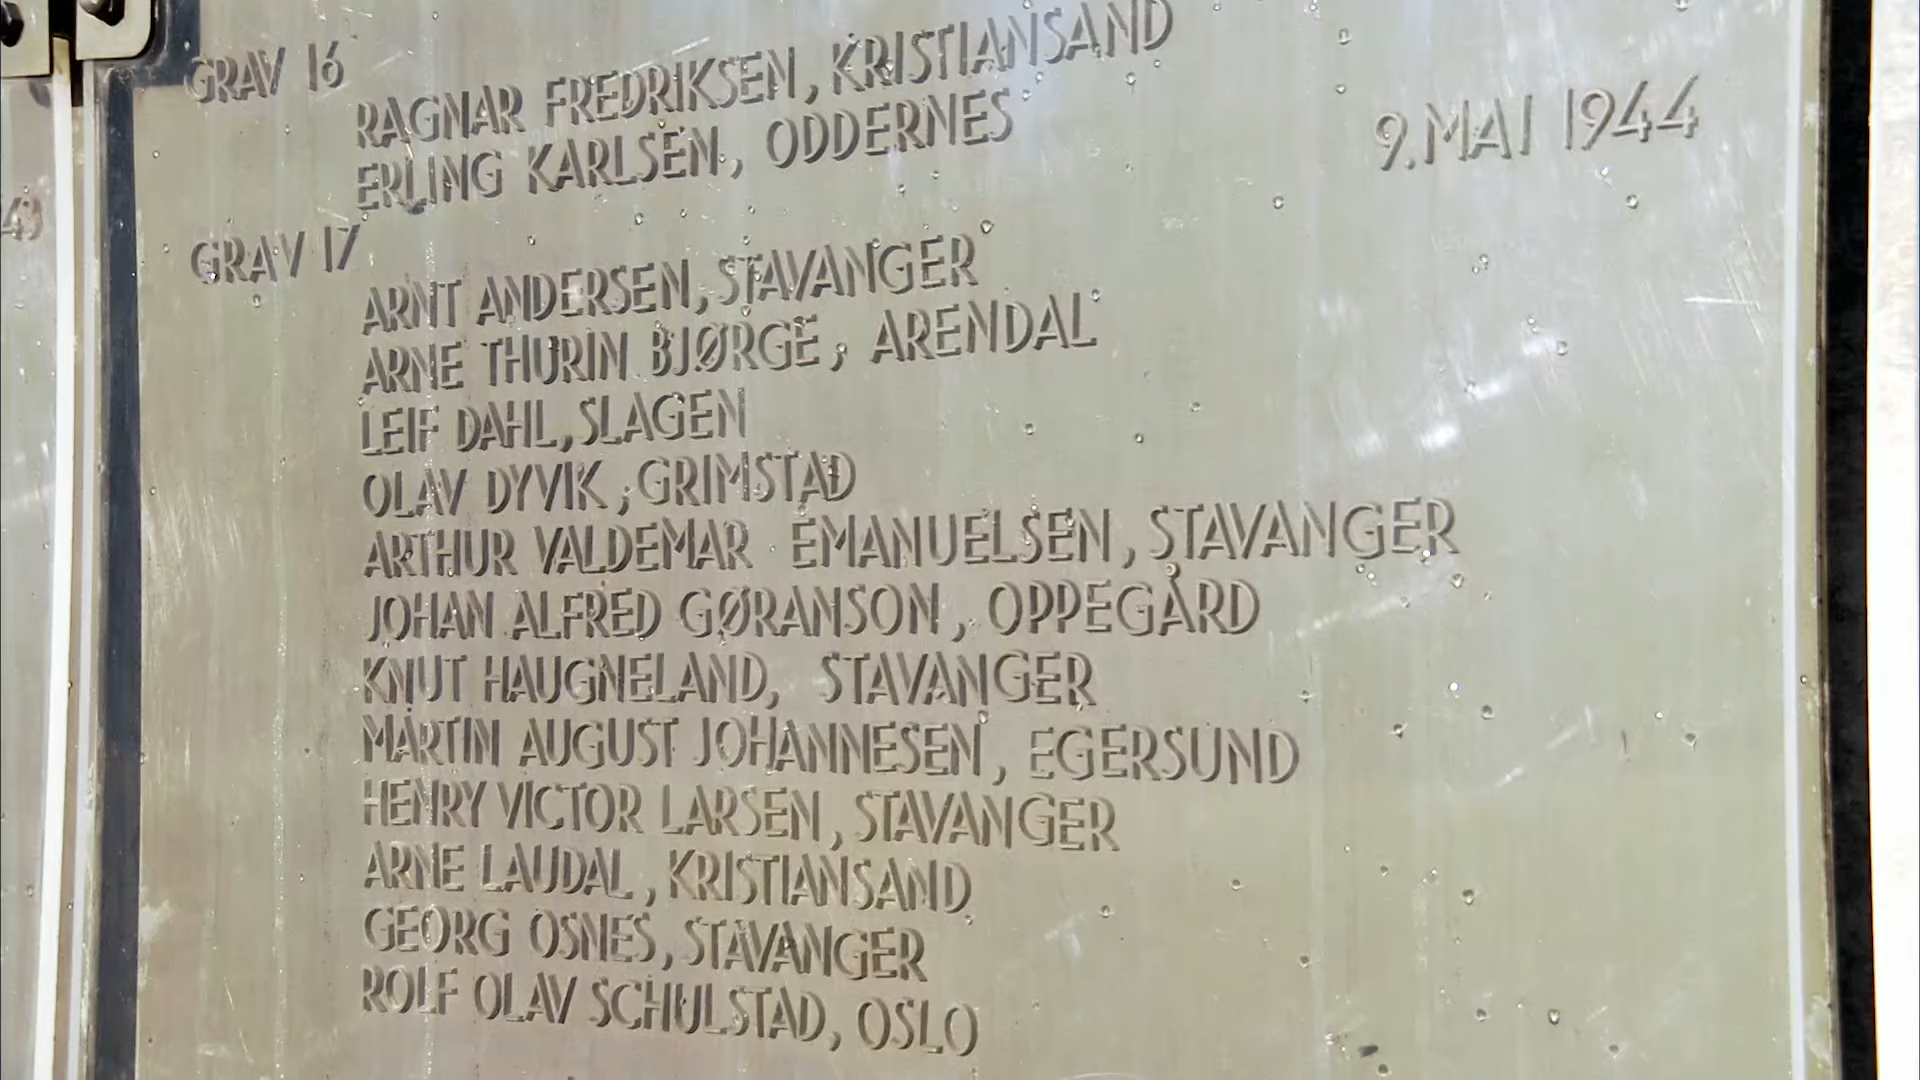 GRAV 16
RAGNAR FREDRIKSEN, KRISTIANSAND
ERLING KARLSEN, ODDERNES 9. MAI 1944
GRAV 17
ARNT ANDERSEN, STAVANGER
ARNE THURIN BJØRGE, ARENDAL
LEIF DAHL, SLAGEN
OLAV DYVIK, GRIMSTAD
ARTHUR VALDEMAR EMANUELSEN, STAVANGER
JOHAN ALFRED GØRANSON, OPPEGÅRD
KNUT HAUGNELAND, STAVANGER
MARTIN AUGUST JOHANNESEN, EGERSUND
HENRY VICTOR LARSEN, STAVANGER
ARNE LAUDAL, KRISTIANSAND
GEORG OSNES, STAVANGER
ROLF OLAV SCHULSTAD, OSLO